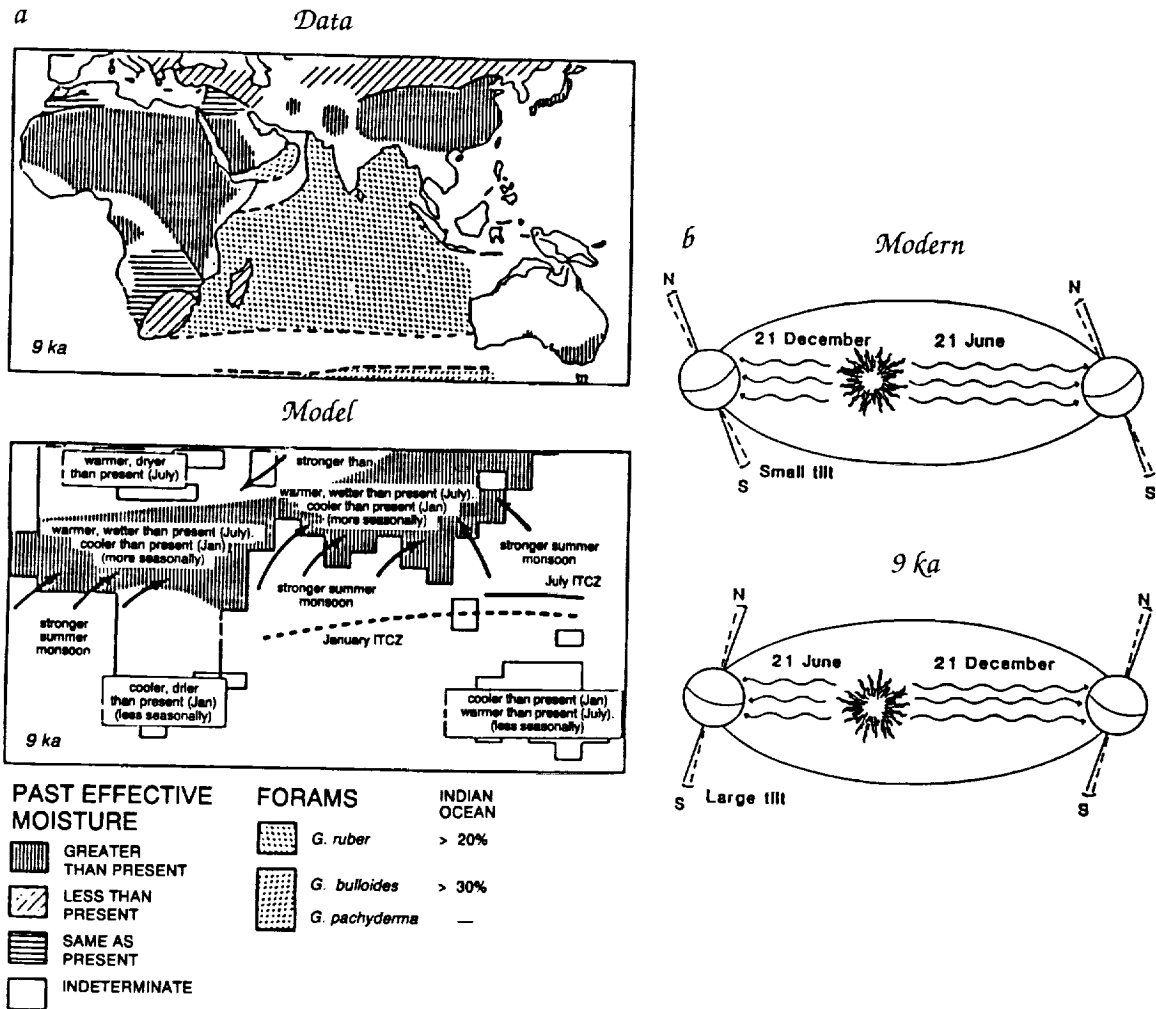 a
Data
9 ka
Model
warmer, dryer
than present (July)
stronger than
warmer, wetter than present (July).
cooler than present (Jan)
(more seasonally)
warmer, wetter than present (July).
cooler than present (Jan)
(more seasonally)
stronger summer
monsoon
July ITCZ
stronger summer
monsoon
stronger
summer
monsoon
January ITCZ
cooler, drier
than present (Jan)
(less seasonally)
cooler than present (Jan)
warmer than present (July).
(less seasonally)
9 ka
PAST EFFECTIVE
MOISTURE
GREATER
THAN PRESENT
LESS THAN
PRESENT
SAME AS
PRESENT
INDETERMINATE
FORAMS
INDIAN
OCEAN
G. ruber > 20%
G. bulloides > 30%
G. pachyderma —
b
Modern
N
N
21 December
21 June
S
Small tilt
S
9 ka
N
N
21 June
21 December
S
Large tilt
S